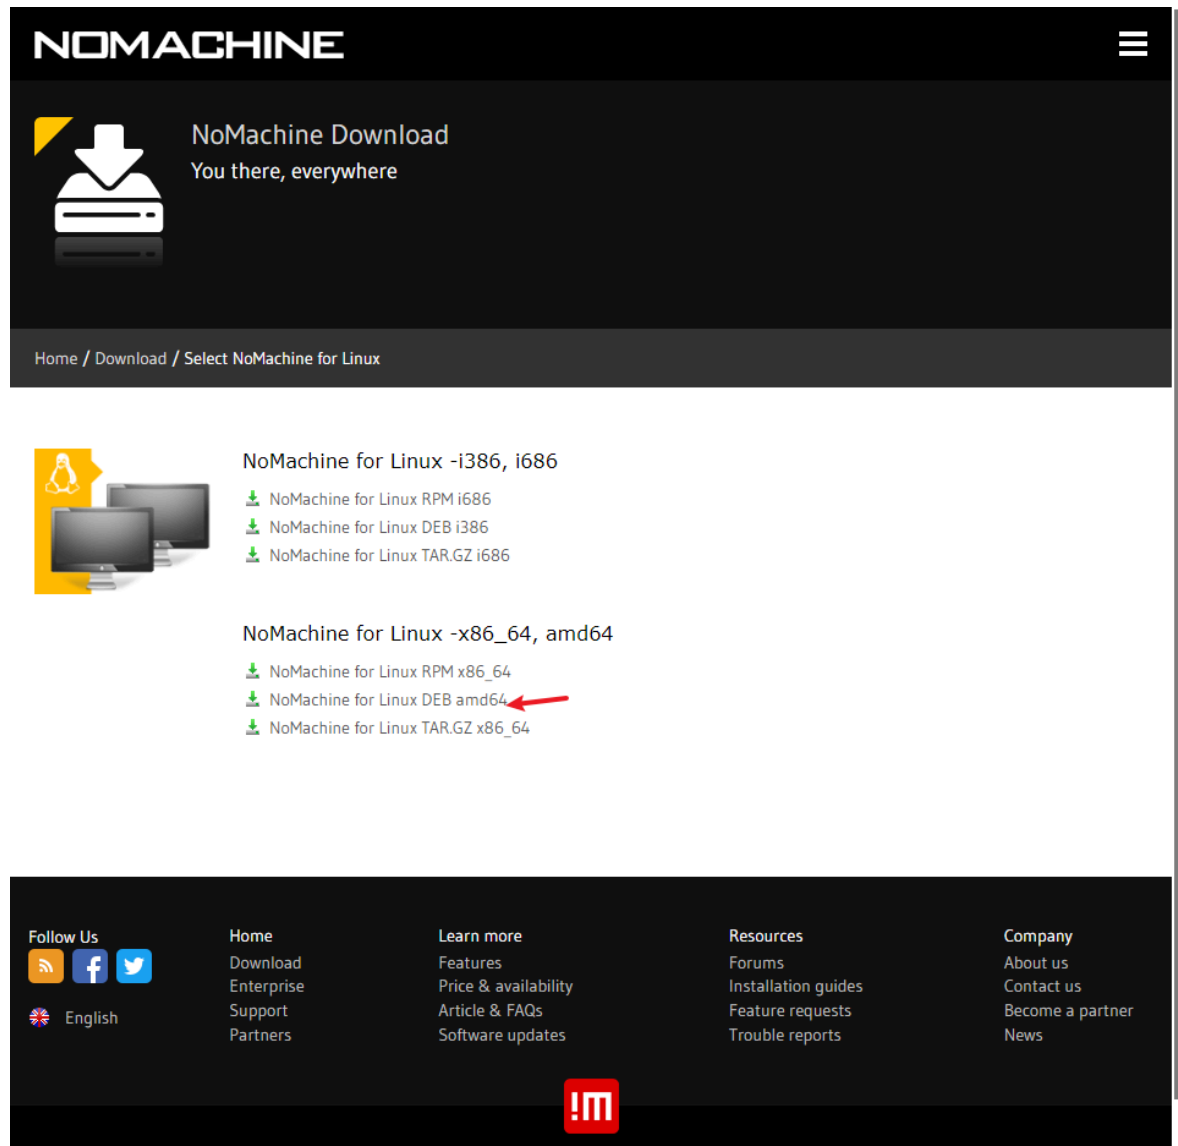 NOMACHINE
NoMachine Download
You there, everywhere
Home / Download / Select NoMachine for Linux
NoMachine for Linux -i386, i686
NoMachine for Linux RPM i686
NoMachine for Linux DEB i386
NoMachine for Linux TAR.GZ i686
NoMachine for Linux -x86_64, amd64
NoMachine for Linux RPM x86_64
NoMachine for Linux DEB amd64
NoMachine for Linux TAR.GZ x86_64
Follow Us
English
Home
Download
Enterprise
Support
Partners
Learn more
Features
Price & availability
Article & FAQs
Software updates
Resources
Forums
Installation guides
Feature requests
Trouble reports
Company
About us
Contact us
Become a partner
News
!m